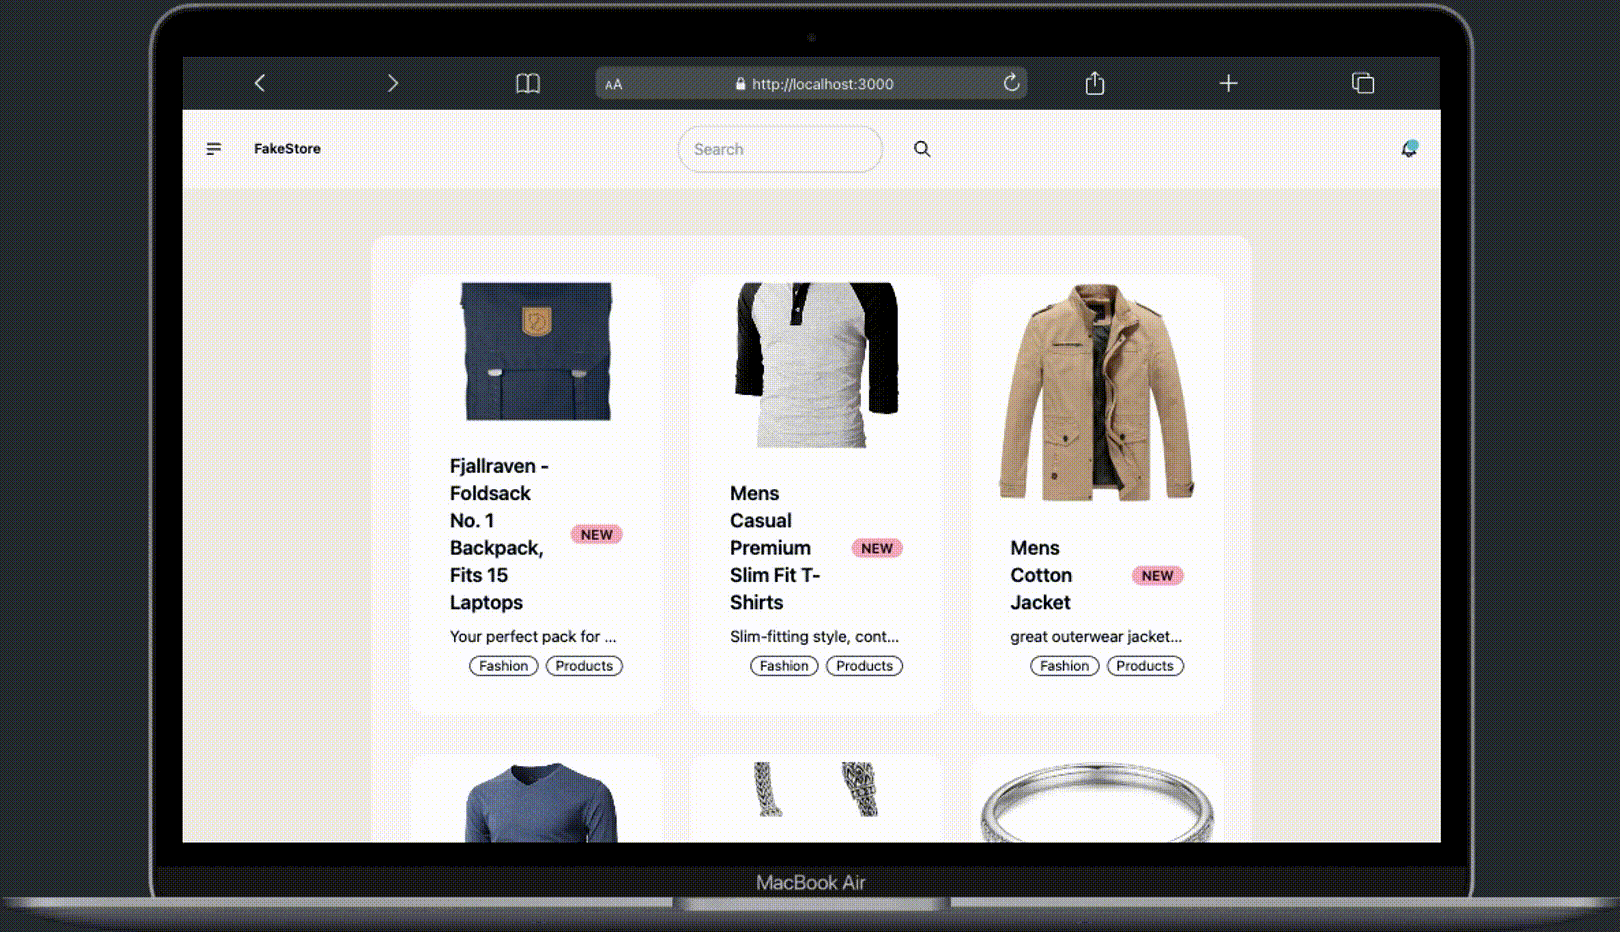 AA
http://localhost:3000
FakeStore
Search
Fjallraven -
Foldsack
No. 1
Backpack,
Fits 15
Laptops
NEW
Your perfect pack for ...
Fashion
Products
Mens
Casual
Premium
Slim Fit T-
Shirts
NEW
Slim-fitting style, cont...
Fashion
Products
Mens
Cotton
Jacket
NEW
great outerwear jacket...
Fashion
Products
MacBook Air